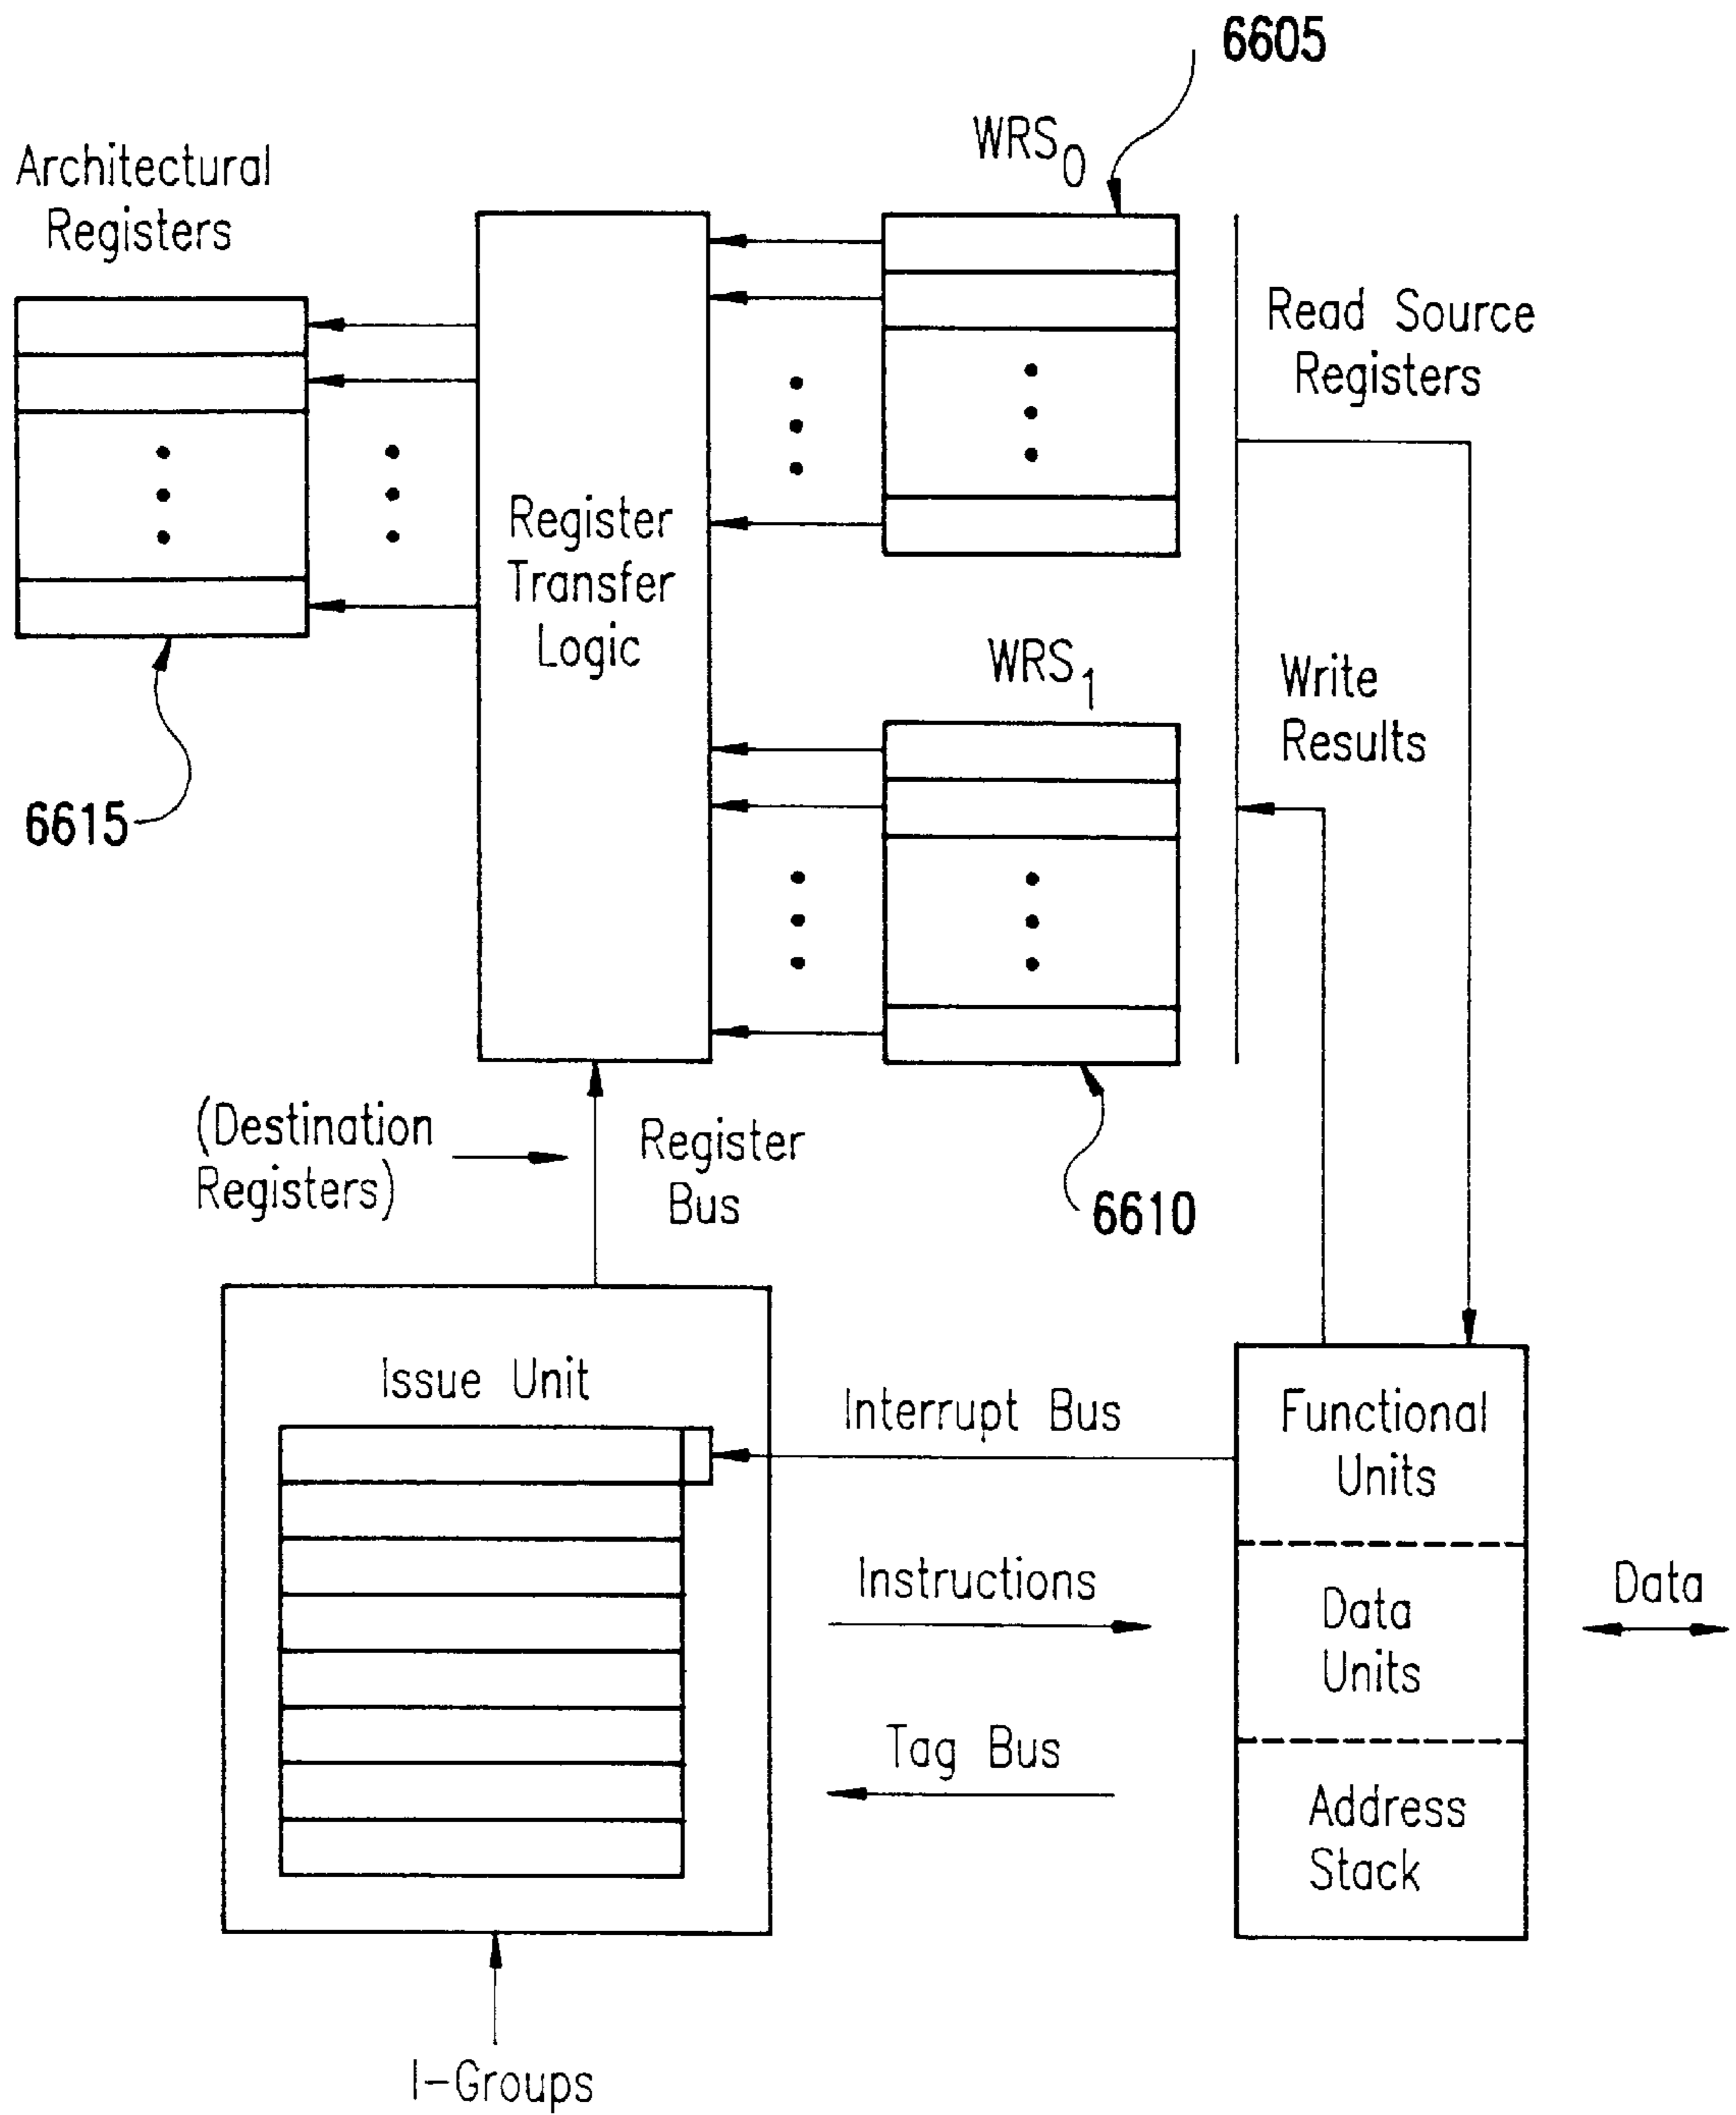 6605
WRS0
Architectural
Registers
Read Source
Registers
Register
Transfer
Logic
WRS1
Write
Results
6615
(Destination
Registers)
Register
Bus
6610
Issue Unit
Interrupt Bus
Functional
Units
Instructions
Data
Units
Data
Tag Bus
Address
Stack
I-Groups